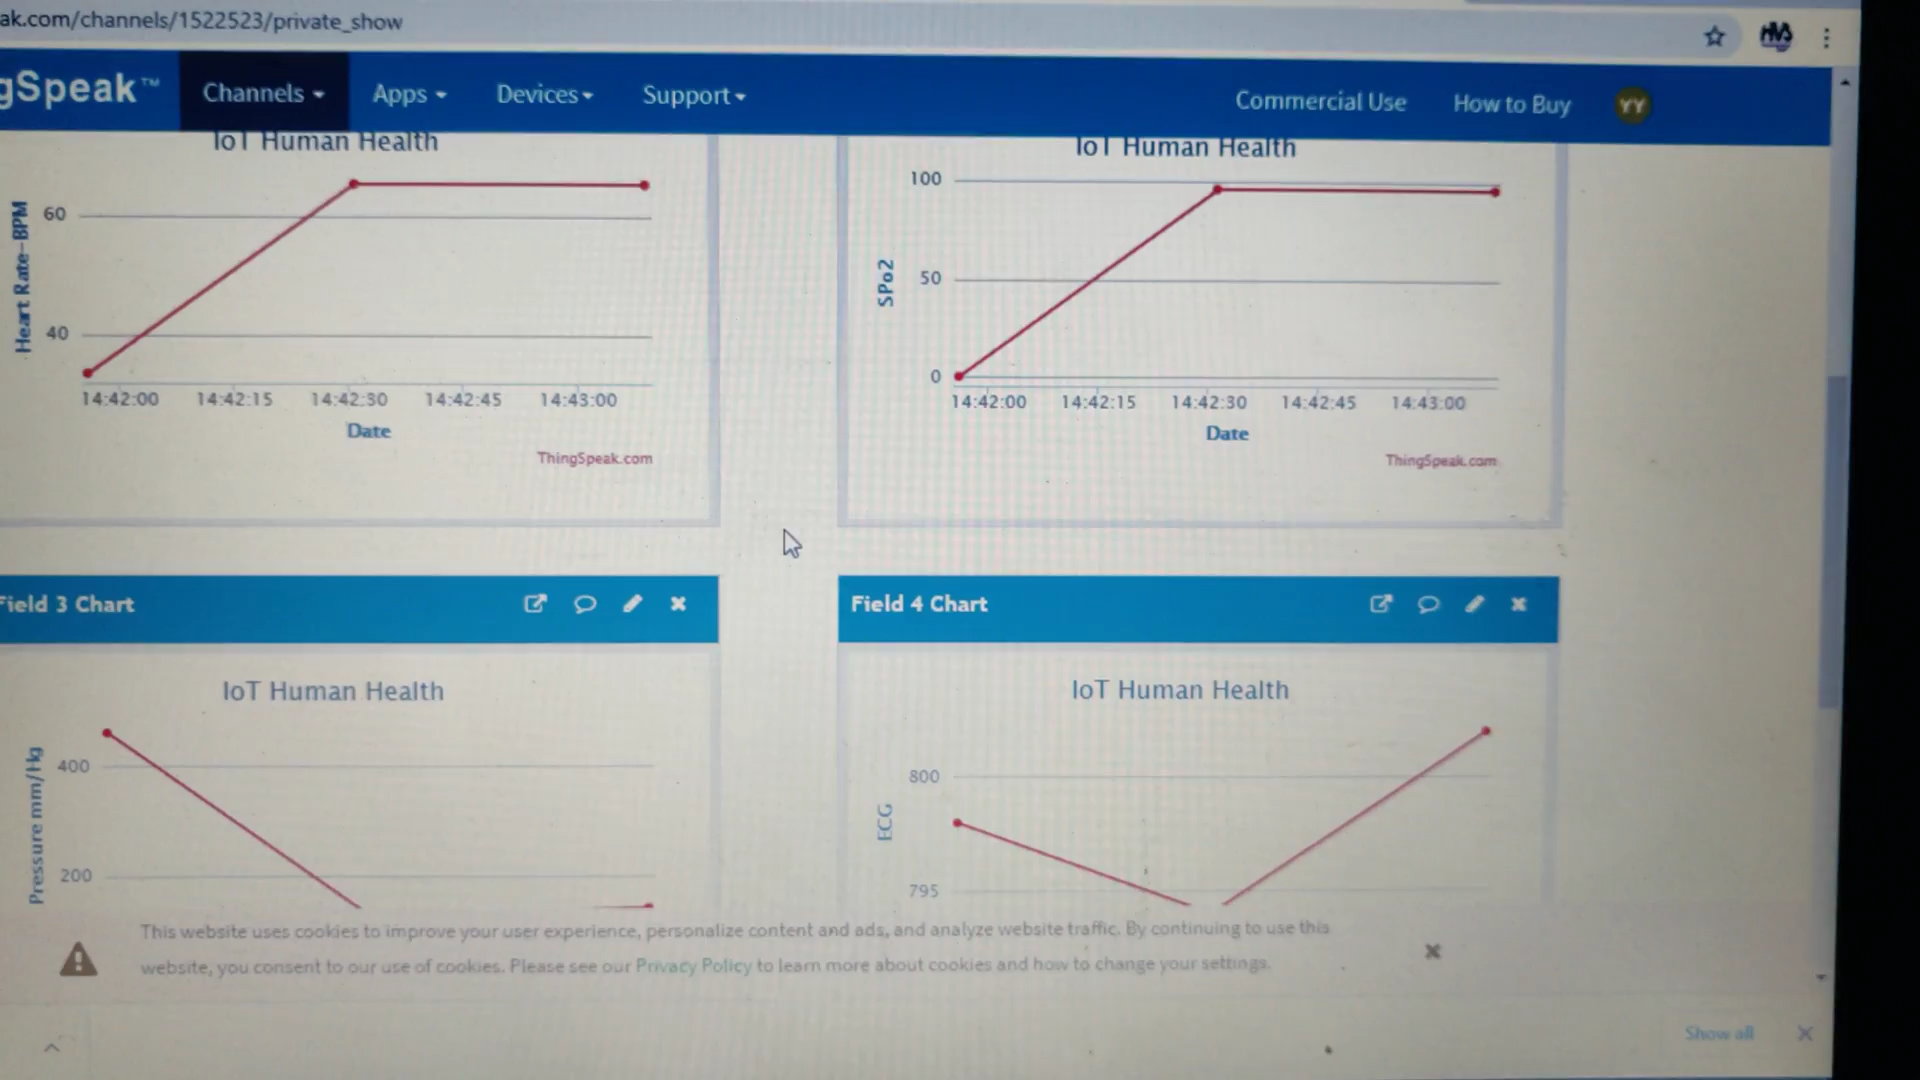 ak.com/channels/1522523/private_show
gSpeak™ Channels Apps Devices Support Commercial Use How to Buy YY
IoT Human Health
Heart Rate-BPM
60
40
14:42:00 14:42:15 14:42:30 14:42:45 14:43:00
Date
ThingSpeak.com
IoT Human Health
SPo2
100
50
0
14:42:00 14:42:15 14:42:30 14:42:45 14:43:00
Date
ThingSpeak.com
Field 3 Chart
IoT Human Health
Pressure mm/Hg
400
200
Field 4 Chart
IoT Human Health
ECG
800
795
This website uses cookies to improve your user experience, personalize content and ads, and analyze website traffic. By continuing to use this
website, you consent to our use of cookies. Please see our Privacy Policy to learn more about cookies and how to change your settings.
Show all